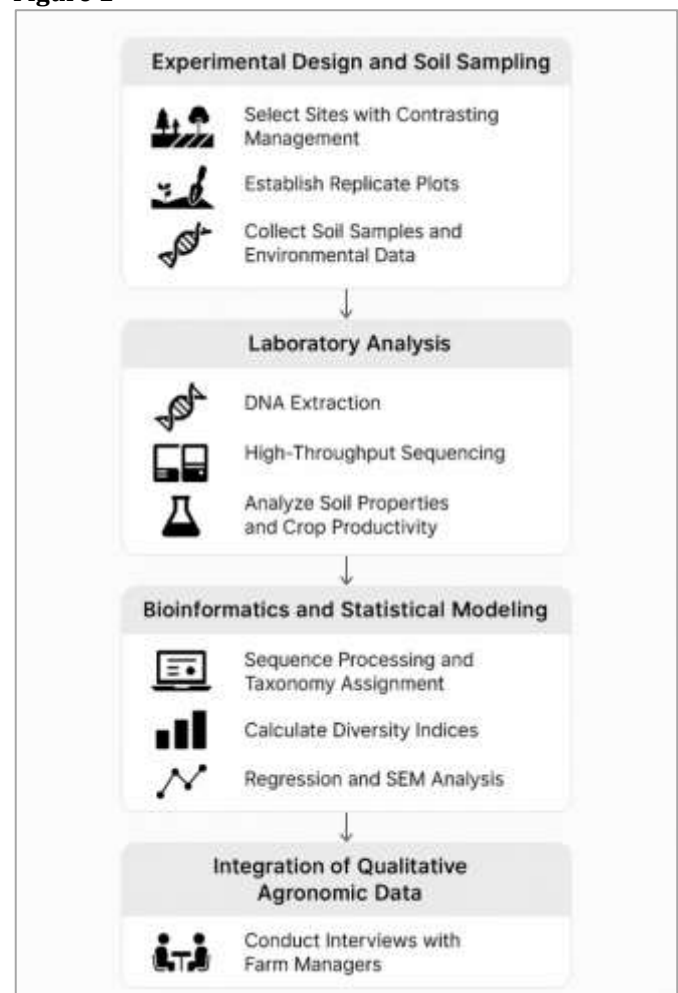 Experimental Design and Soil Sampling
Select Sites with Contrasting
Management
Establish Replicate Plots
Collect Soil Samples and
Environmental Data
Laboratory Analysis
DNA Extraction
High-Throughput Sequencing
Analyze Soil Properties
and Crop Productivity
Bioinformatics and Statistical Modeling
Sequence Processing and
Taxonomy Assignment
Calculate Diversity Indices
Regression and SEM Analysis
Integration of Qualitative
Agronomic Data
Conduct Interviews with
Farm Managers